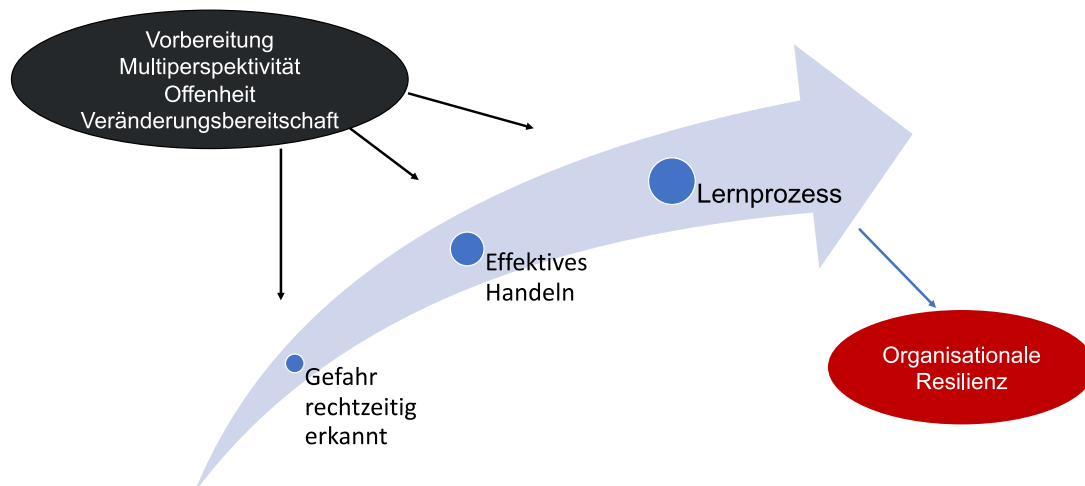 Vorbereitung
Multiperspektivität
Offenheit
Veränderungsbereitschaft
Lernprozess
Effektives
Handeln
Gefahr
rechtzeitig
erkannt
Organisationale
Resilienz